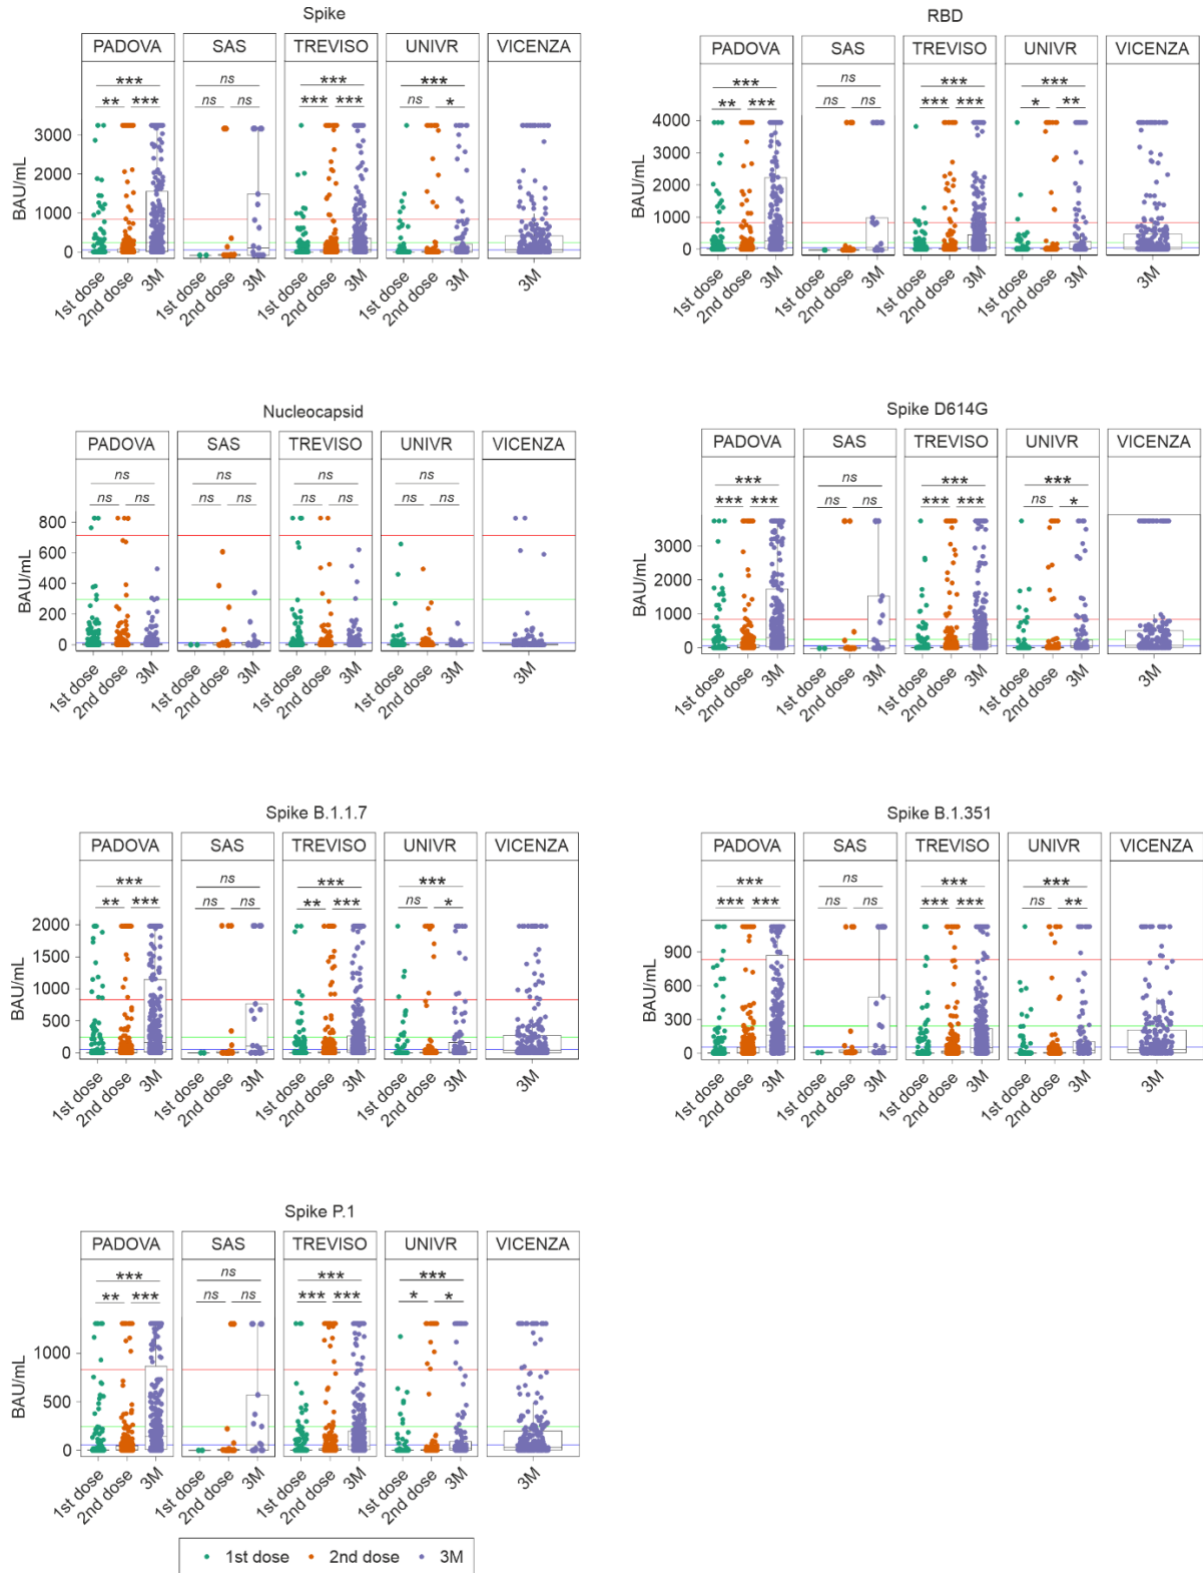 Spike
PADOVA SAS TREVISO UNIVR VICENZA
*** ns *** ***
** *** ns ns *** *** ns *
BAU/mL
3000
2000
1000
0
1st dose 2nd dose 3M 1st dose 2nd dose 3M 1st dose 2nd dose 3M 1st dose 2nd dose 3M 3M
RBD
PADOVA SAS TREVISO UNIVR VICENZA
*** ns *** ***
** *** ns ns *** *** * **
BAU/mL
4000
3000
2000
1000
0
1st dose 2nd dose 3M 1st dose 2nd dose 3M 1st dose 2nd dose 3M 1st dose 2nd dose 3M 3M
Nucleocapsid
PADOVA SAS TREVISO UNIVR VICENZA
ns ns ns ns
ns ns ns ns ns ns ns ns
BAU/mL
800
600
400
200
0
1st dose 2nd dose 3M 1st dose 2nd dose 3M 1st dose 2nd dose 3M 1st dose 2nd dose 3M 3M
Spike D614G
PADOVA SAS TREVISO UNIVR VICENZA
*** ns *** ***
*** *** ns ns *** *** ns *
BAU/mL
3000
2000
1000
0
1st dose 2nd dose 3M 1st dose 2nd dose 3M 1st dose 2nd dose 3M 1st dose 2nd dose 3M 3M
Spike B.1.1.7
PADOVA SAS TREVISO UNIVR VICENZA
*** ns *** ***
** *** ns ns ** *** ns *
BAU/mL
2000
1500
1000
500
0
1st dose 2nd dose 3M 1st dose 2nd dose 3M 1st dose 2nd dose 3M 1st dose 2nd dose 3M 3M
Spike B.1.351
PADOVA SAS TREVISO UNIVR VICENZA
*** ns *** ***
*** *** ns ns *** *** ns **
BAU/mL
900
600
300
0
1st dose 2nd dose 3M 1st dose 2nd dose 3M 1st dose 2nd dose 3M 1st dose 2nd dose 3M 3M
Spike P.1
PADOVA SAS TREVISO UNIVR VICENZA
*** ns *** ***
** *** ns ns *** *** * *
BAU/mL
1000
500
0
1st dose 2nd dose 3M 1st dose 2nd dose 3M 1st dose 2nd dose 3M 1st dose 2nd dose 3M 3M
1st dose 2nd dose 3M